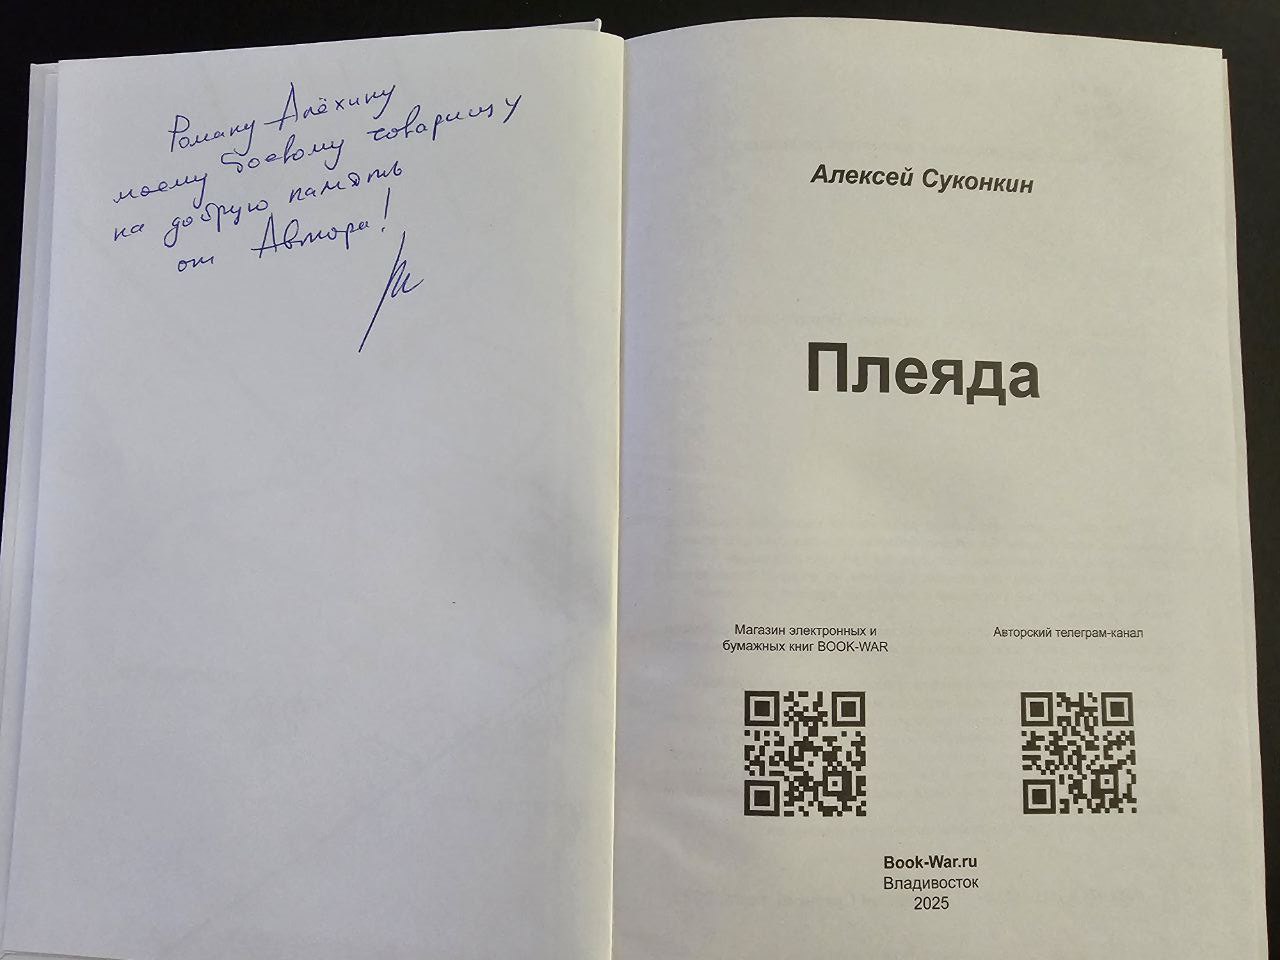 Роману Алёхину
моему боевому товарищу
на добрую память
от Автора!
Алексей Суконкин
Плеяда
Магазин электронных и
бумажных книг BOOK-WAR
Авторский телеграм-канал
Book-War.ru
Владивосток
2025